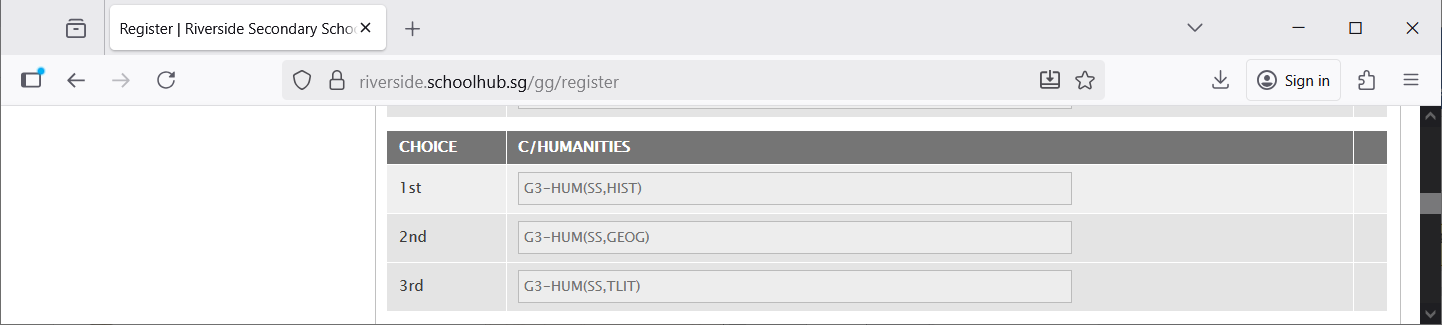 Register | Riverside Secondary Scho
riverside.schoolhub.sg/gg/register
Sign in
CHOICE C/HUMANITIES
1st G3-HUM(SS,HIST)
2nd G3-HUM(SS,GEOG)
3rd G3-HUM(SS,TLIT)